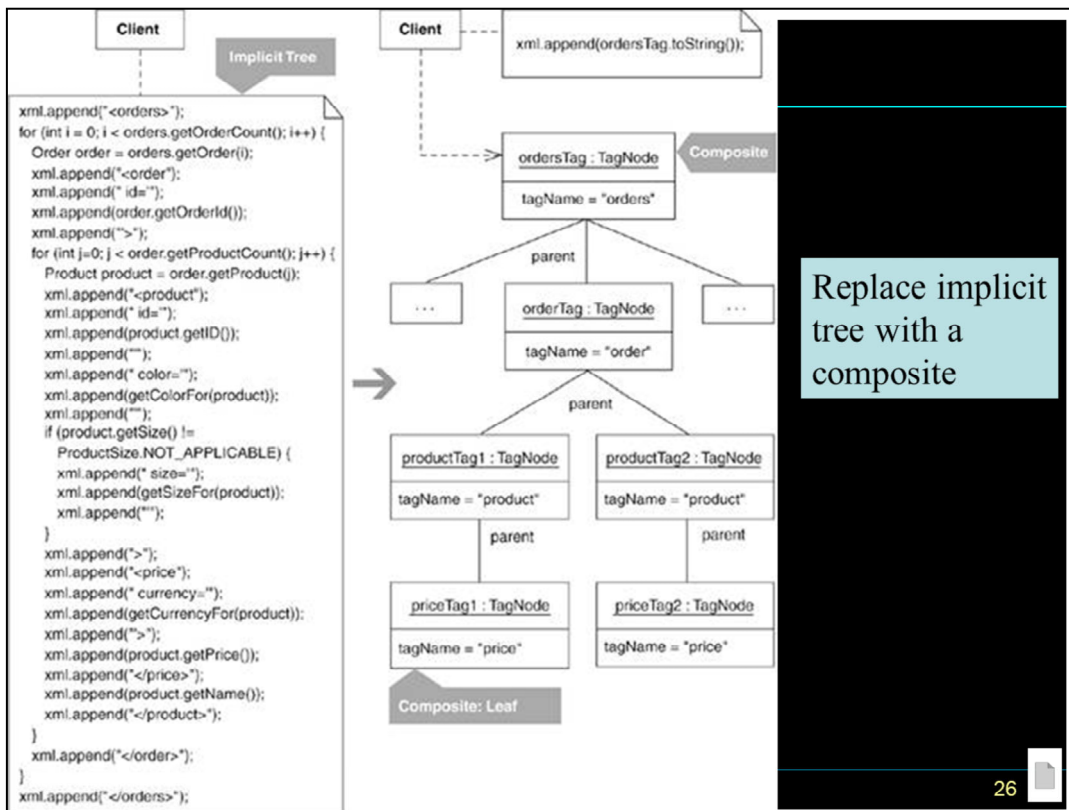 Client
Implicit Tree
xml.append("<orders>");
for (int i = 0; i < orders.getOrderCount(); i++) {
Order order = orders.getOrder(i);
xml.append("<order");
xml.append(" id='");
xml.append(order.getOrderId());
xml.append("'>");
for (int j=0; j < order.getProductCount(); j++) {
Product product = order.getProduct(j);
xml.append("<product");
xml.append(" id='");
xml.append(product.getID());
xml.append("'");
xml.append(" color='");
xml.append(getColorFor(product));
xml.append("'");
if (product.getSize() !=
ProductSize.NOT_APPLICABLE) {
xml.append(" size='");
xml.append(getSizeFor(product));
xml.append("'");
}
xml.append(">");
xml.append("<price");
xml.append(" currency='");
xml.append(getCurrencyFor(product));
xml.append("'>");
xml.append(product.getPrice());
xml.append("</price>");
xml.append(product.getName());
xml.append("</product>");
}
xml.append("</order>");
}
xml.append("</orders>");
Client
xml.append(ordersTag.toString());
ordersTag : TagNode
Composite
tagName = "orders"
parent
...
orderTag : TagNode
...
tagName = "order"
parent
productTag1 : TagNode
productTag2 : TagNode
tagName = "product"
tagName = "product"
parent
parent
priceTag1 : TagNode
priceTag2 : TagNode
tagName = "price"
tagName = "price"
Composite: Leaf
Replace implicit
tree with a
composite
26